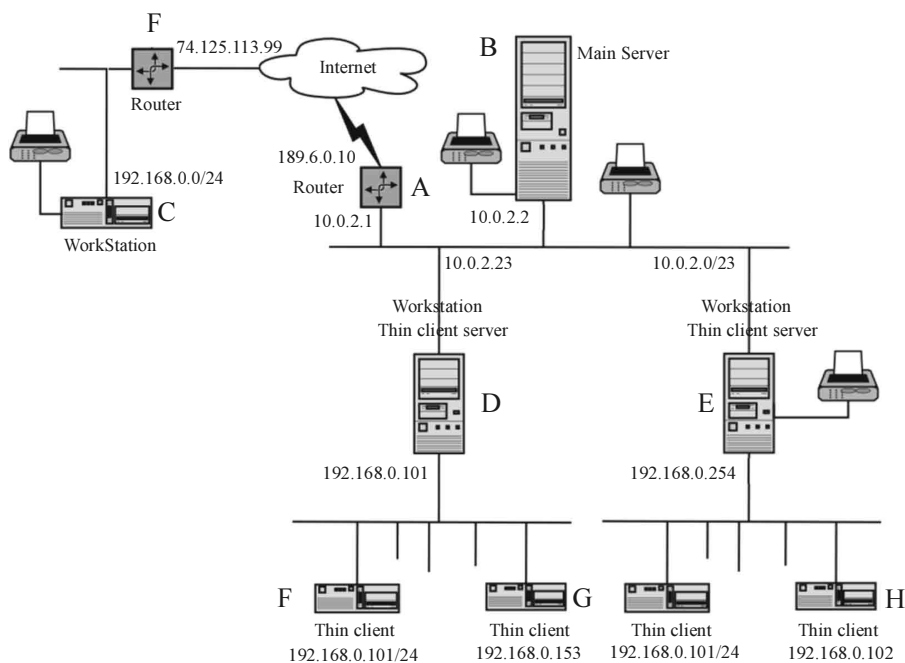 F
74.125.113.99
Internet
B
Main Server
Router
189.6.0.10
Router
A
192.168.0.0/24
C
10.0.2.1
10.0.2.2
WorkStation
10.0.2.23
10.0.2.0/23
Workstation
Thin client server
Workstation
Thin client server
D
E
192.168.0.101
192.168.0.254
F
G
H
Thin client
192.168.0.101/24
Thin client
192.168.0.153
Thin client
192.168.0.101/24
Thin client
192.168.0.102